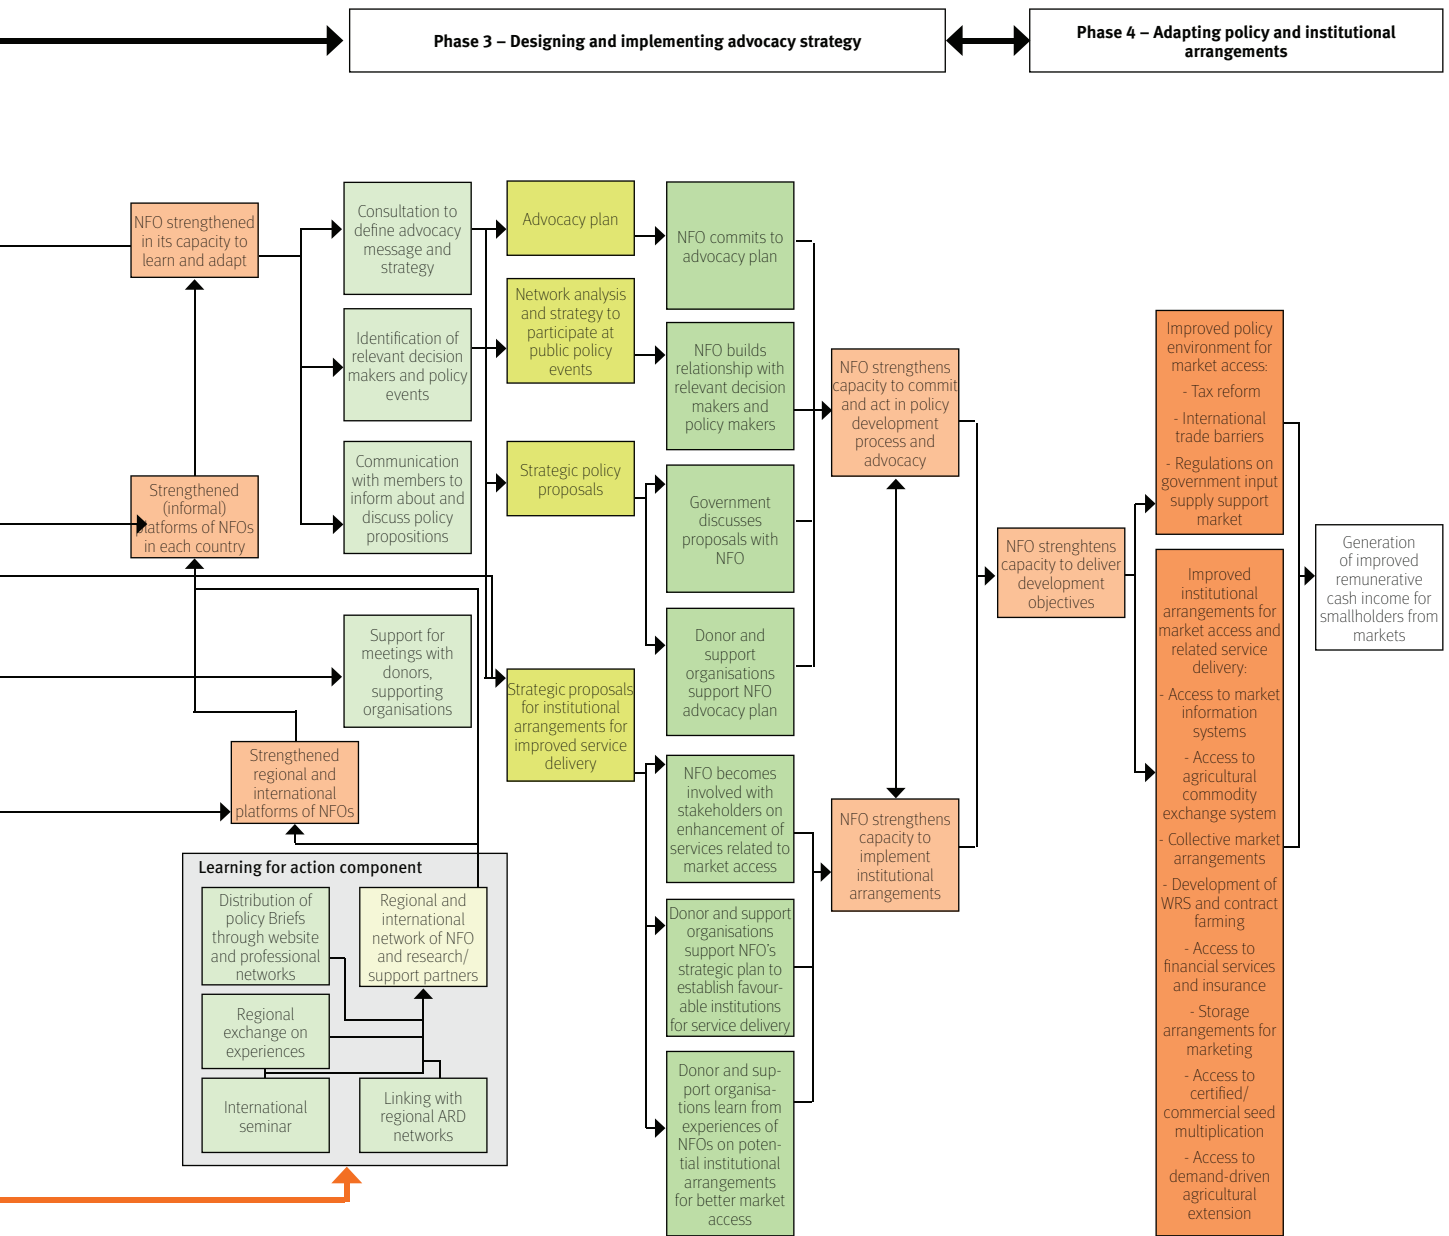 Phase 3 – Designing and implementing advocacy strategy
Phase 4 – Adapting policy and institutional
arrangements
NFO strengthened
in its capacity to
learn and adapt
Strengthened
(informal)
platforms of NFOs
in each country
Strengthened
regional and
international
platforms of NFOs
Consultation to
define advocacy
message and
strategy
Identification of
relevant decision
makers and policy
events
Communication
with members to
inform about and
discuss policy
propositions
Support for
meetings with
donors,
supporting
organisations
Learning for action component
Distribution of
policy Briefs
through website
and professional
networks
Regional and
international
network of NFO
and research/
support partners
Regional
exchange on
experiences
International
seminar
Linking with
regional ARD
networks
Advocacy plan
Network analysis
and strategy to
participate at
public policy
events
Strategic policy
proposals
Strategic proposals
for institutional
arrangements for
improved service
delivery
NFO commits to
advocacy plan
NFO builds
relationship with
relevant decision
makers and
policy makers
Government
discusses
proposals with
NFO
Donor and
support
organisations
support NFO
advocacy plan
NFO becomes
involved with
stakeholders on
enhancement of
services related to
market access
Donor and support
organisations
support NFO's
strategic plan to
establish favour-
able institutions
for service delivery
Donor and sup-
port organisa-
tions learn from
experiences of
NFOs on poten-
tial institutional
arrangements
for better market
access
NFO strengthens
capacity to commit
and act in policy
development
process and
advocacy
NFO strengthens
capacity to
implement
institutional
arrangements
NFO strenghtens
capacity to deliver
development
objectives
Improved policy
environment for
market access:
- Tax reform
- International
trade barriers
- Regulations on
government input
supply support
market
Improved
institutional
arrangements for
market access and
related service
delivery:
- Access to market
information
systems
- Access to
agricultural
commodity
exchange system
- Collective market
arrangements
- Development of
WRS and contract
farming
- Access to
financial services
and insurance
- Storage
arrangements for
marketing
- Access to
certified/
commercial seed
multiplication
- Access to
demand-driven
agricultural
extension
Generation
of improved
remunerative
cash income for
smallholders from
markets